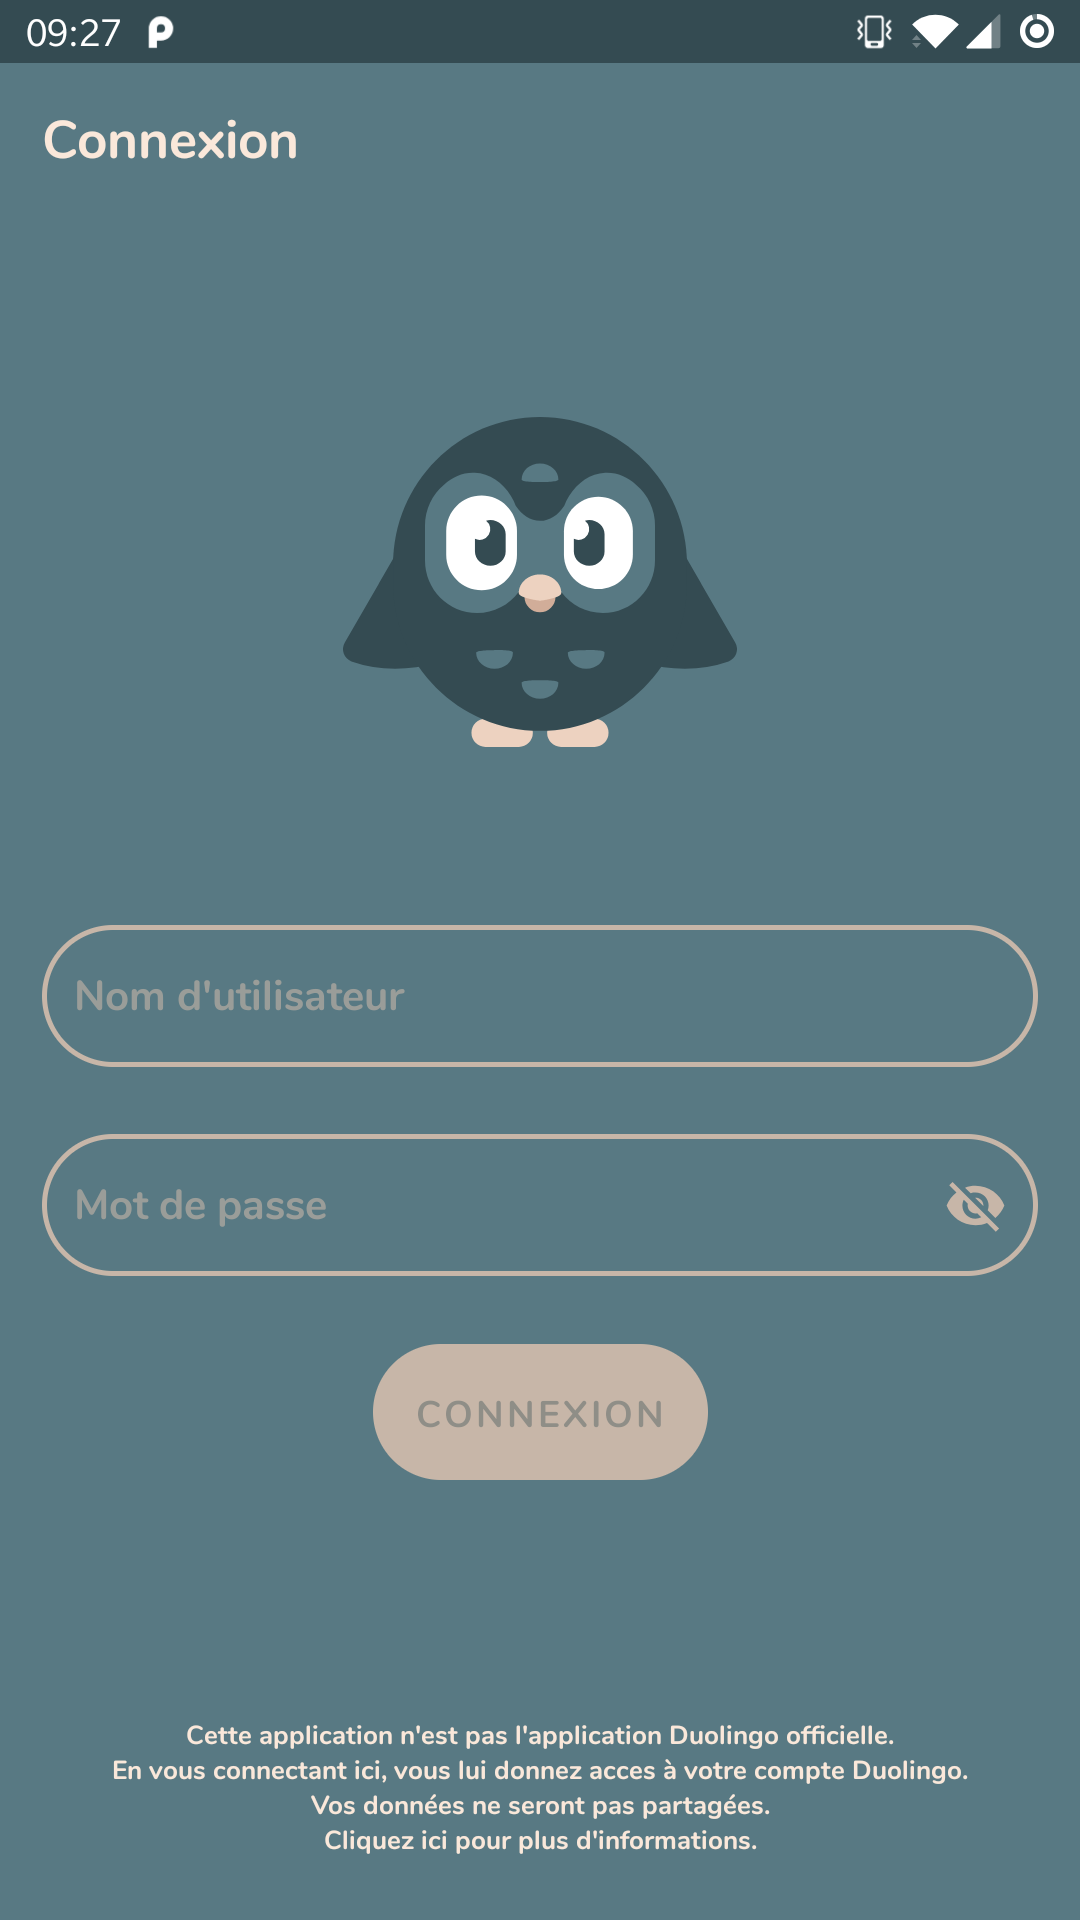 09:27
Connexion
Nom d'utilisateur
Mot de passe
CONNEXION
Cette application n'est pas l'application Duolingo officielle.
En vous connectant ici, vous lui donnez acces à votre compte Duolingo.
Vos données ne seront pas partagées.
Cliquez ici pour plus d'informations.